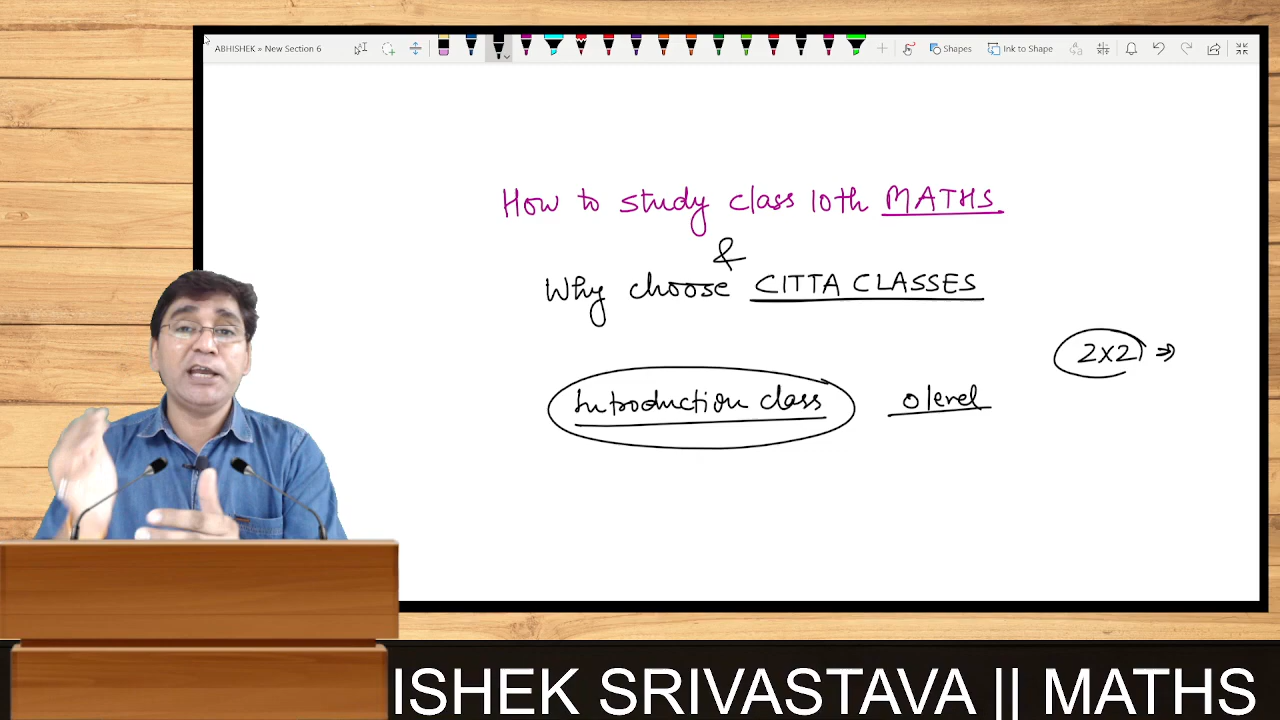 ABHISHEK » New Section 6
Shapes
Ink to Shape
How to study class 10th MATHS
&
Why choose CITTA CLASSES
2x2 ⇒
Introduction class
0 level
ISHEK SRIVASTAVA || MATHS